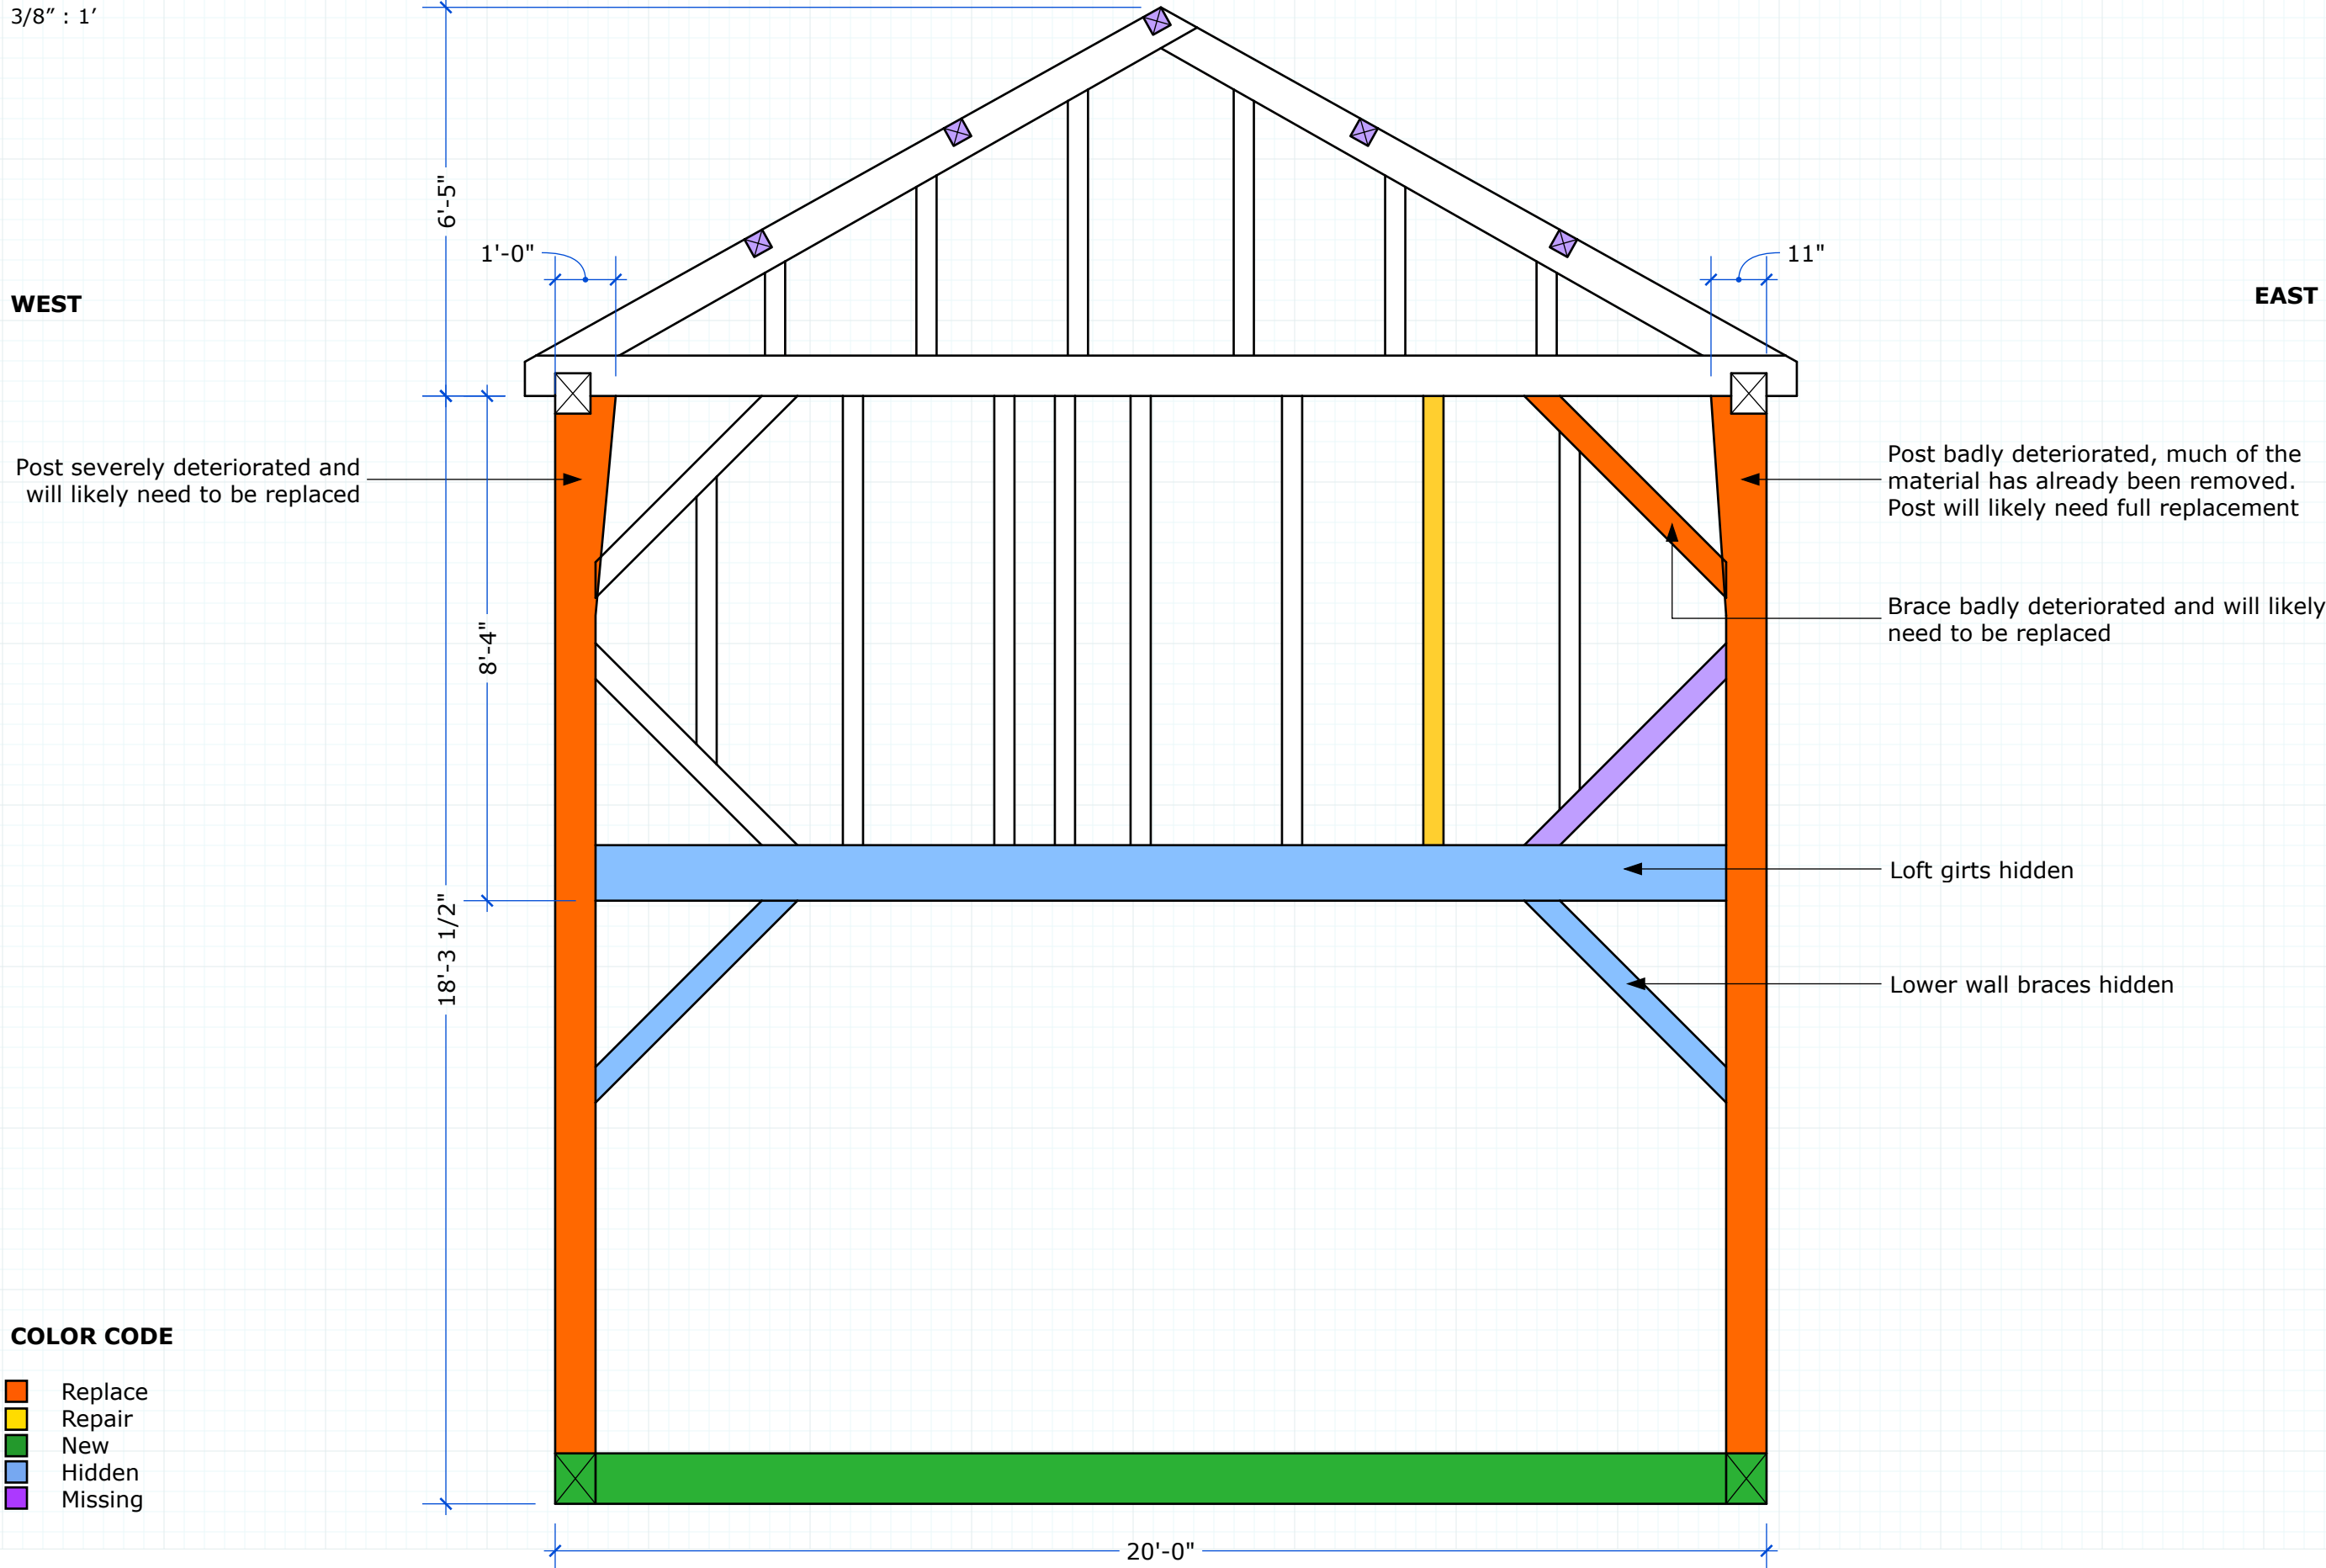 3/8” : 1’
6'-5"
1'-0"
11"
WEST
EAST
Post severely deteriorated and
will likely need to be replaced
Post badly deteriorated, much of the
material has already been removed.
Post will likely need full replacement
Brace badly deteriorated and will likely
need to be replaced
8'-4"
18'-3 1/2"
Loft girts hidden
Lower wall braces hidden
COLOR CODE
Replace
Repair
New
Hidden
Missing
20'-0"